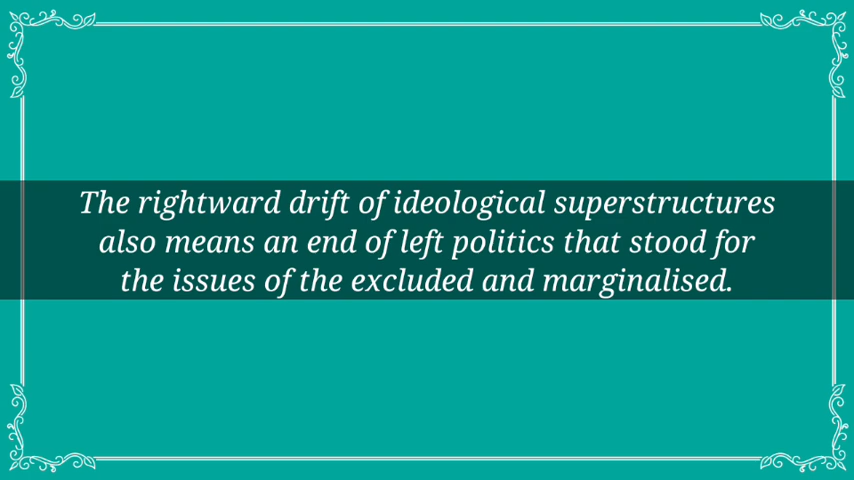 The rightward drift of ideological superstructures
also means an end of left politics that stood for
the issues of the excluded and marginalised.